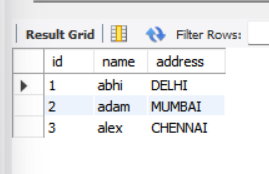 Result Grid Filter Rows:
id name address
1 abhi DELHI
2 adam MUMBAI
3 alex CHENNAI